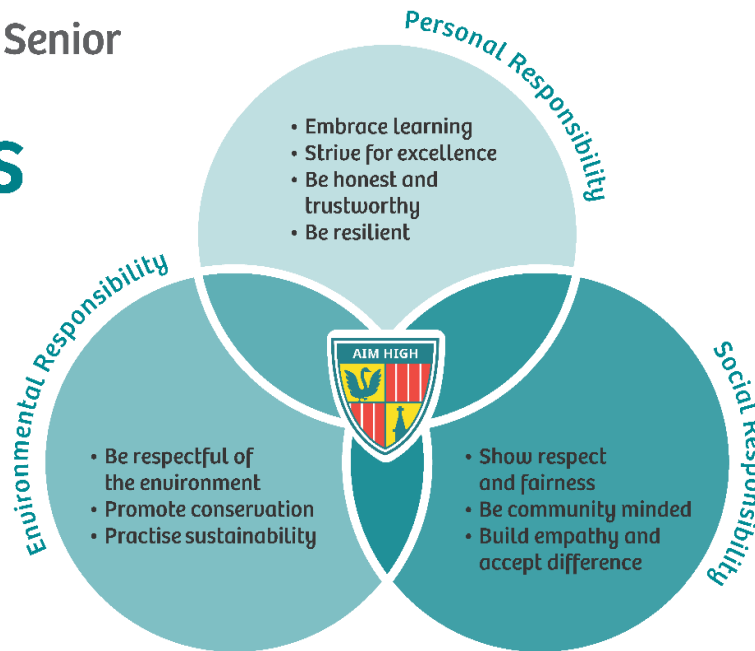 Senior
s
Personal Responsibility
• Embrace learning
• Strive for excellence
• Be honest and
trustworthy
• Be resilient
Environmental Responsibility
• Be respectful of
the environment
• Promote conservation
• Practise sustainability
AIM HIGH
Social Responsibility
• Show respect
and fairness
• Be community minded
• Build empathy and
accept difference